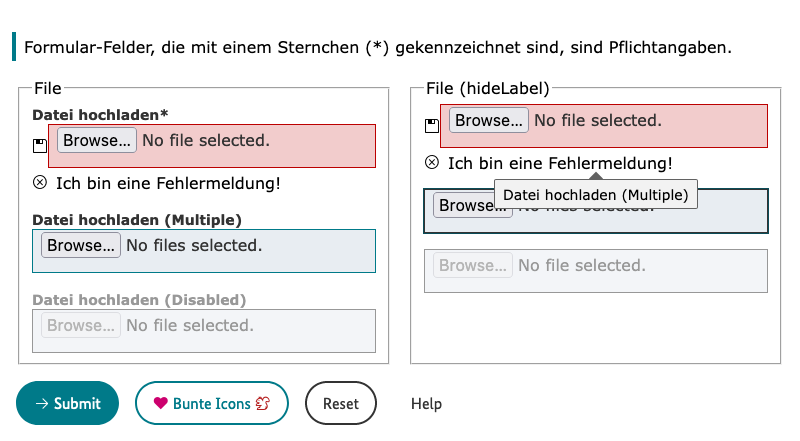 Formular-Felder, die mit einem Sternchen (*) gekennzeichnet sind, sind Pflichtangaben.
File
Datei hochladen*
Browse... No file selected.
Ich bin eine Fehlermeldung!
Datei hochladen (Multiple)
Browse... No files selected.
Datei hochladen (Disabled)
Browse... No file selected.
File (hideLabel)
Browse... No file selected.
Ich bin eine Fehlermeldung!
Datei hochladen (Multiple)
Browse... No files selected.
Browse... No file selected.
Submit
Bunte Icons
Reset
Help